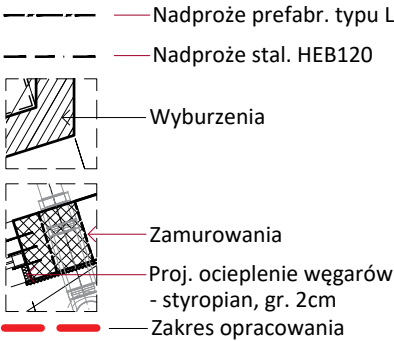 Nadproże prefabr. typu L
Nadproże stal. HEB120
Wyburzenia
Zamurowania
Proj. ocieplenie węgarów
- styropian, gr. 2cm
Zakres opracowania